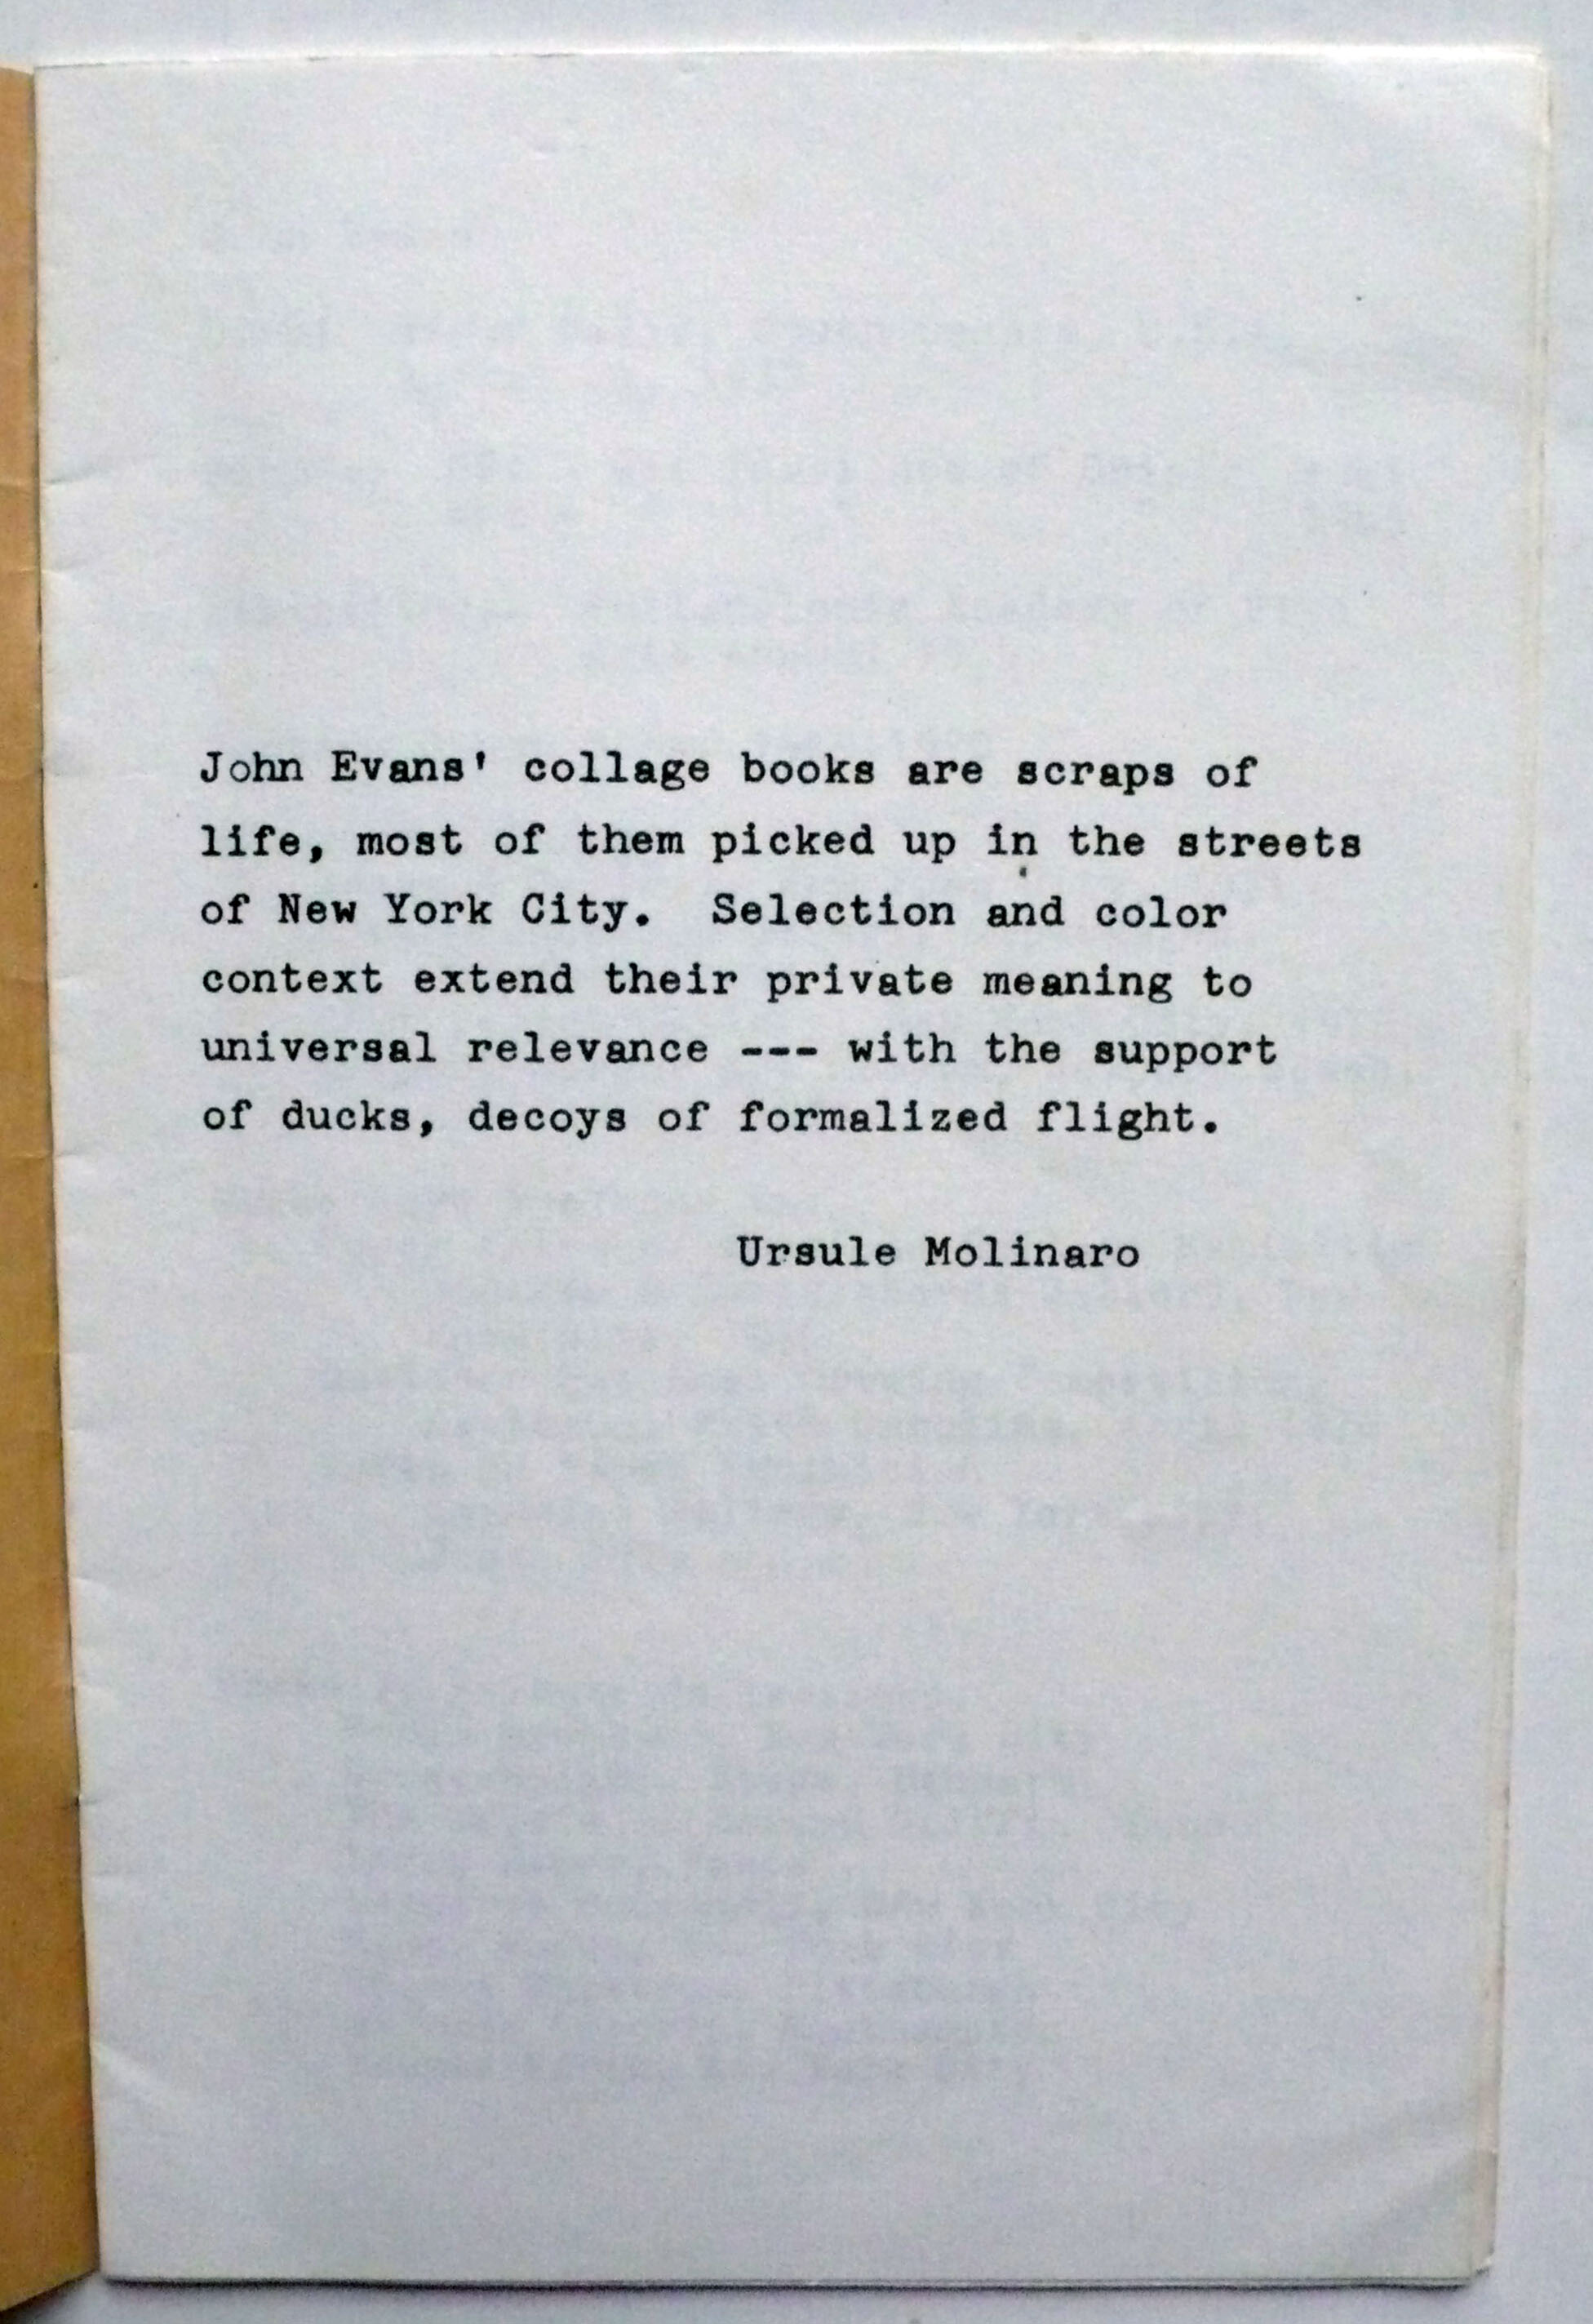 John Evans' collage books are scraps of
life, most of them picked up in the streets
of New York City.  Selection and color
context extend their private meaning to
universal relevance --- with the support
of ducks, decoys of formalized flight.
Ursule Molinaro